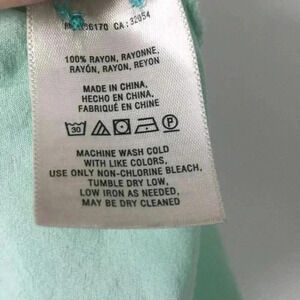 CA: 32054
100% RAYON, RAYONNE,
RAYÓN, RAYON, REYON
MADE IN CHINA,
HECHO EN CHINA,
FABRIQUÉ EN CHINE
30 P
MACHINE WASH COLD
WITH LIKE COLORS,
USE ONLY NON-CHLORINE BLEACH,
TUMBLE DRY LOW,
LOW IRON AS NEEDED,
MAY BE DRY CLEANED